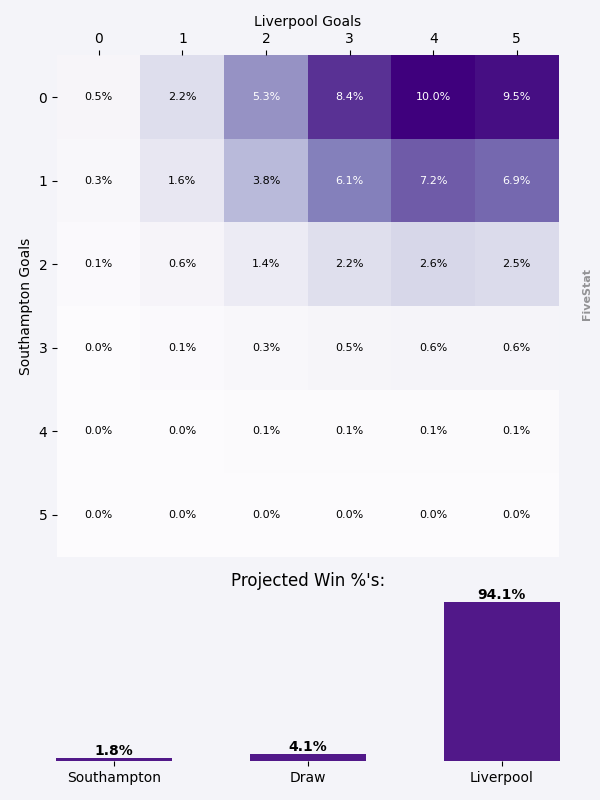 Liverpool Goals
0 1 2 3 4 5
0 0.5% 2.2% 5.3% 8.4% 10.0% 9.5%
1 0.3% 1.6% 3.8% 6.1% 7.2% 6.9%
2 0.1% 0.6% 1.4% 2.2% 2.6% 2.5%
3 0.0% 0.1% 0.3% 0.5% 0.6% 0.6%
4 0.0% 0.0% 0.1% 0.1% 0.1% 0.1%
5 0.0% 0.0% 0.0% 0.0% 0.0% 0.0%
Southampton Goals
FiveStat
Projected Win %'s:
1.8% 4.1% 94.1%
Southampton Draw Liverpool